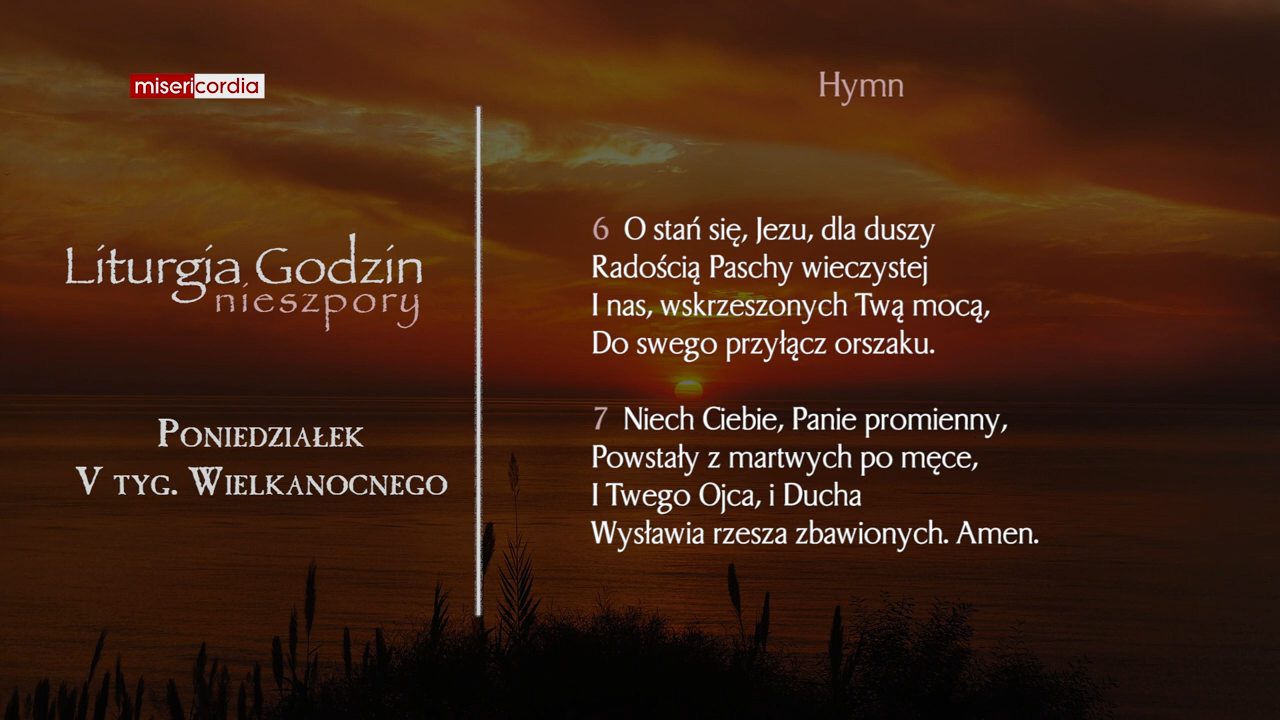 misericordia
Hymn
Liturgia Godzin
nieszpory
Poniedziałek
V tyg. Wielkanocnego
6 O stań się, Jezu, dla duszy
Radością Paschy wieczystej
I nas, wskrzeszonych Twą mocą,
Do swego przyłącz orszaku.
7 Niech Ciebie, Panie promienny,
Powstały z martwych po męce,
I Twego Ojca, i Ducha
Wysławia rzesza zbawionych. Amen.